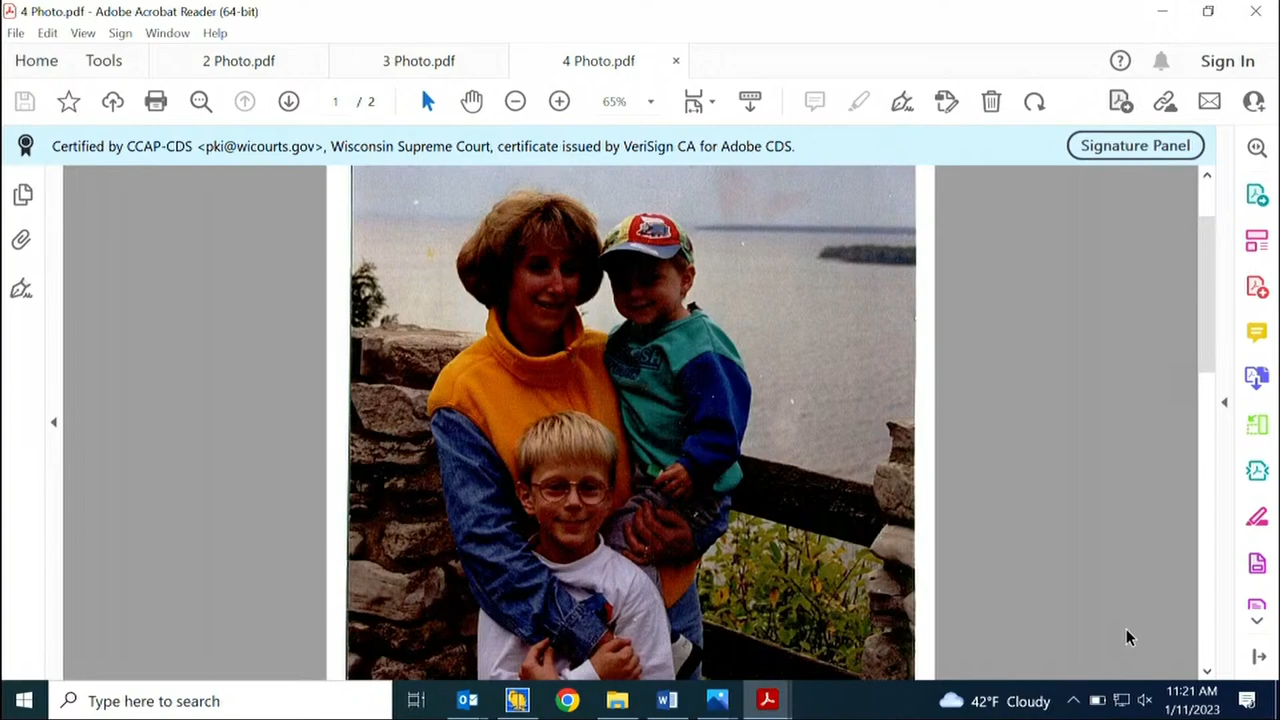 4 Photo.pdf - Adobe Acrobat Reader (64-bit)
File Edit View Sign Window Help
Home Tools 2 Photo.pdf 3 Photo.pdf 4 Photo.pdf × Sign In
1 / 2 65%
Certified by CCAP-CDS <pki@wicourts.gov>, Wisconsin Supreme Court, certificate issued by VeriSign CA for Adobe CDS. Signature Panel
Type here to search 42°F Cloudy 11:21 AM
1/11/2023